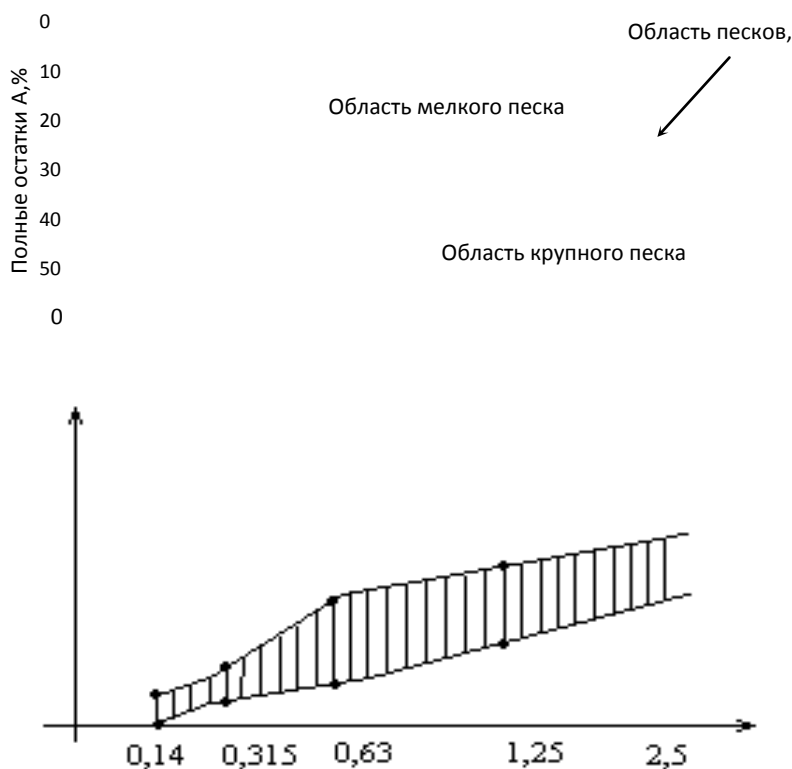 0
Область песков,
10
Область мелкого песка
20
30
40
Область крупного песка
50
0
Полные остатки А,%
0,14 0,315 0,63 1,25 2,5